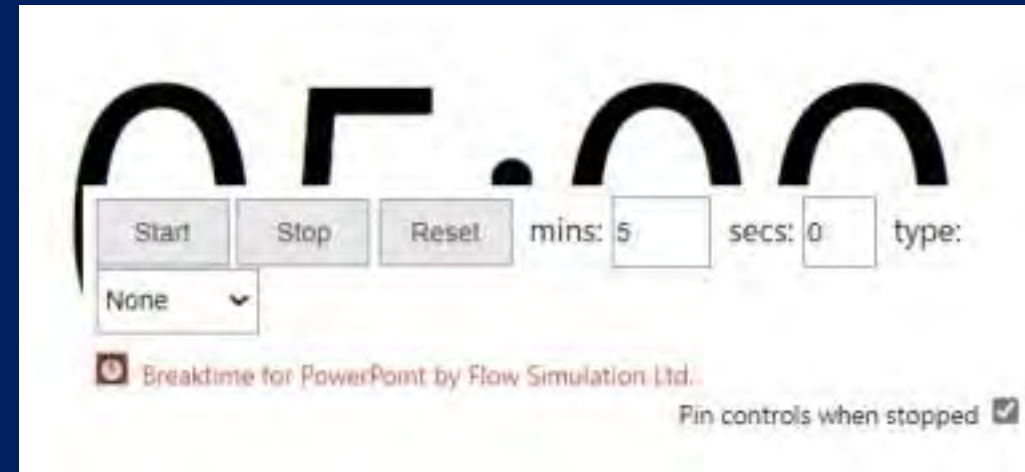 05:00
Start Stop Reset mins: 5 secs: 0 type:
None
Breaktime for PowerPoint by Flow Simulation Ltd.
Pin controls when stopped